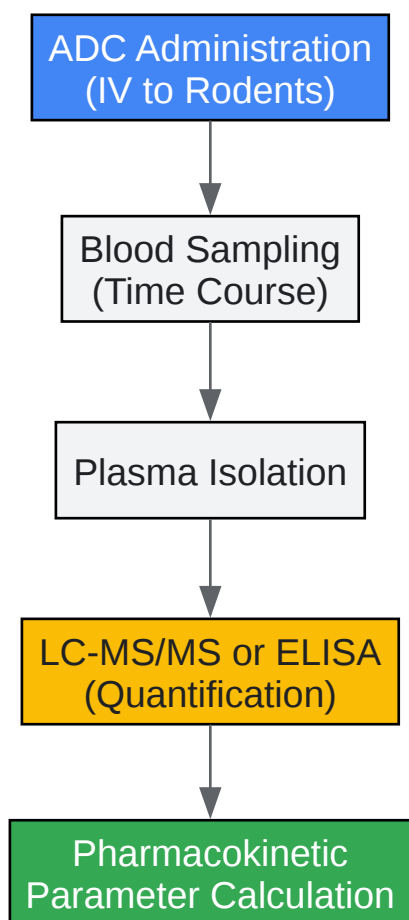 ADC Administration
(IV to Rodents)
Blood Sampling
(Time Course)
Plasma Isolation
LC-MS/MS or ELISA
(Quantification)
Pharmacokinetic
Parameter Calculation